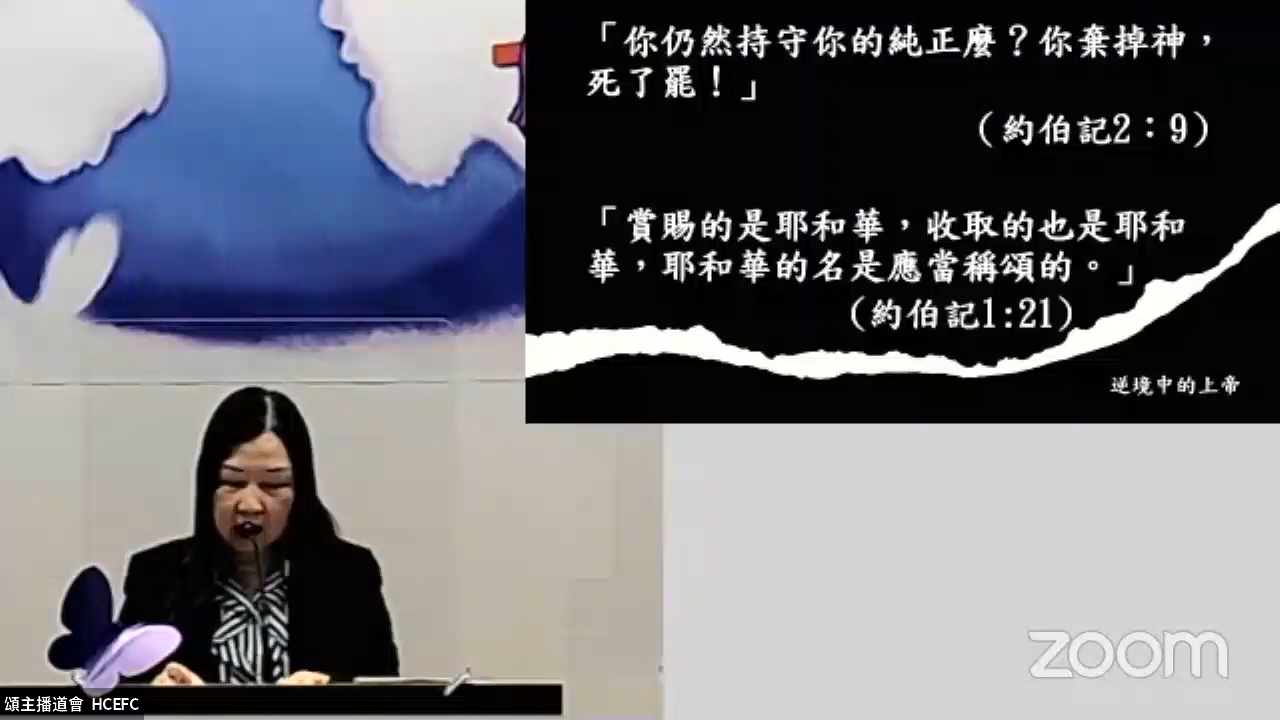 「你仍然持守你的純正麼？你棄掉神，
死了罷！」
（約伯記2：9）
「賞賜的是耶和華，收取的也是耶和
華，耶和華的名是應當稱頌的。」
（約伯記1:21）
逆境中的上帝
zoom
頌主播道會 HCEFC